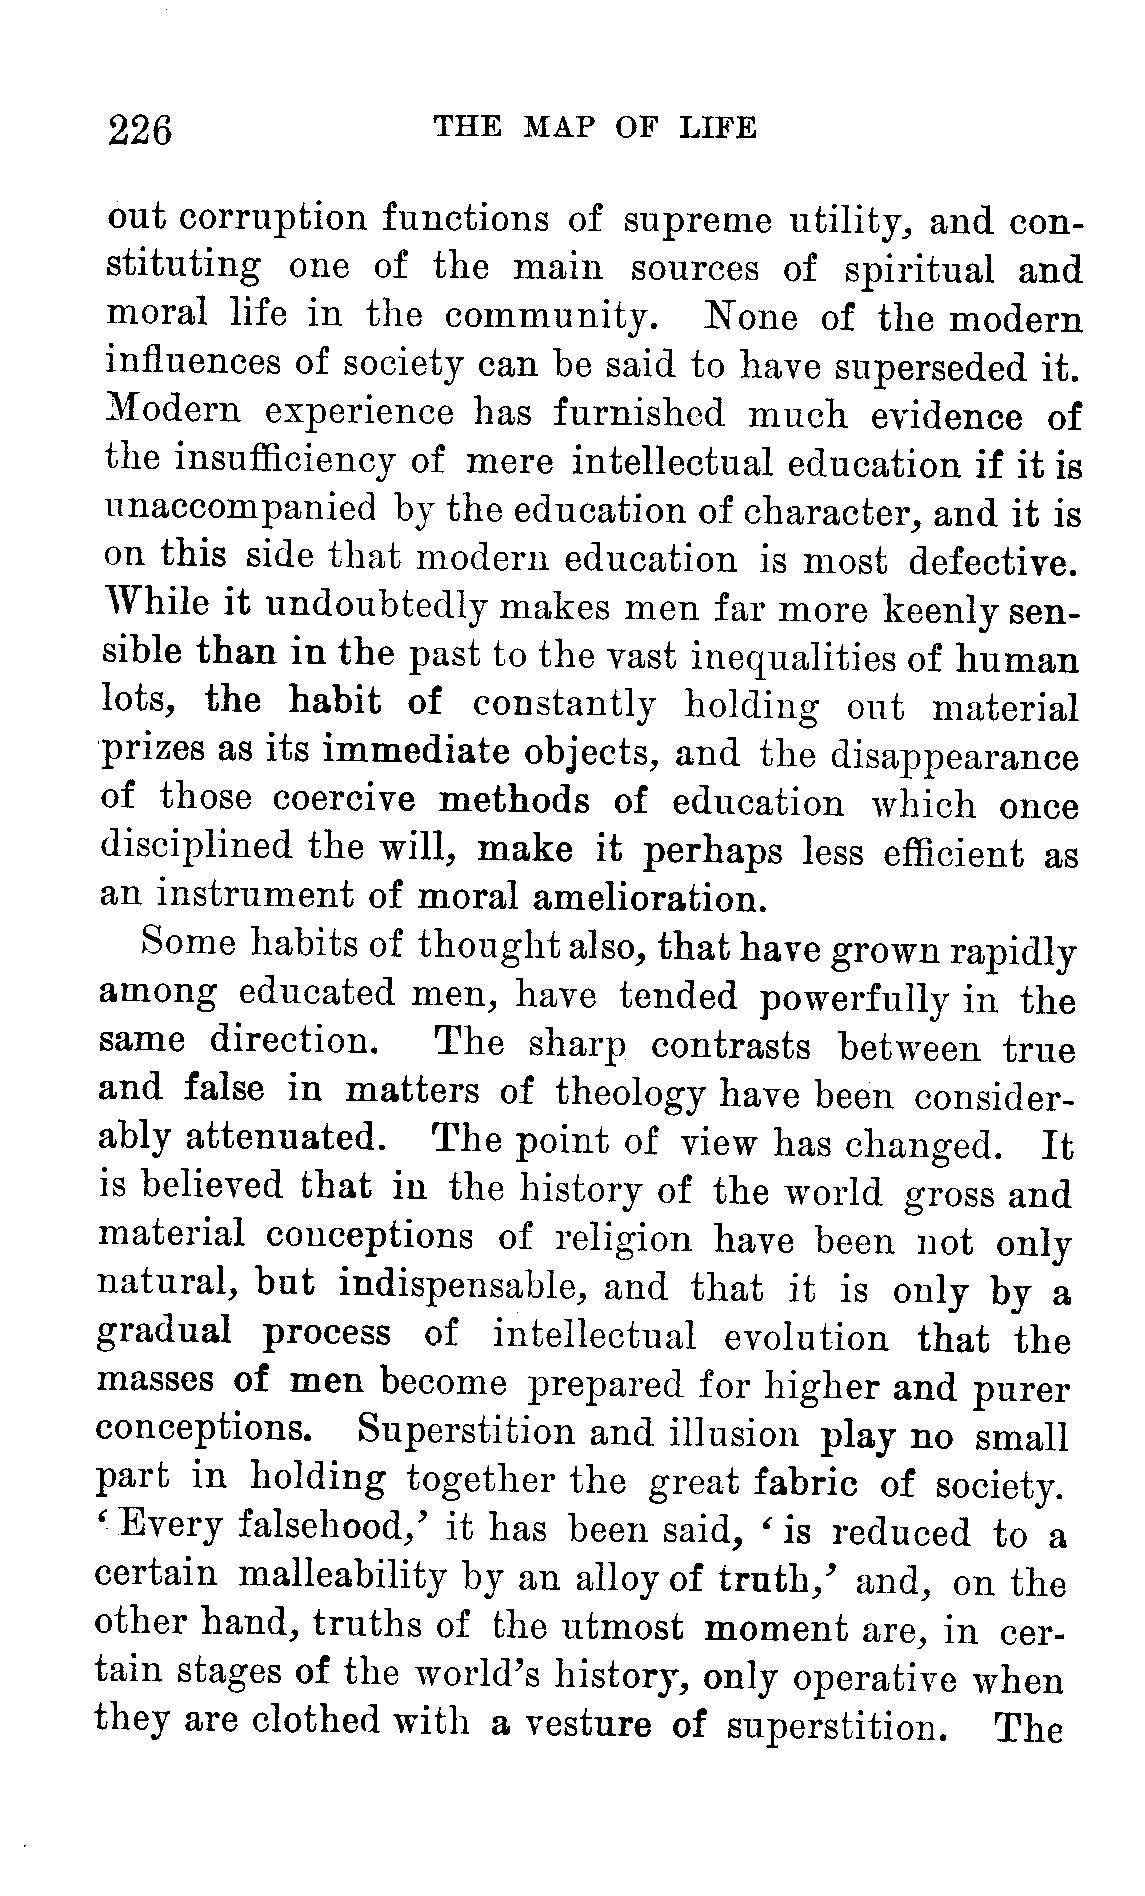 226 THE MAP OF LIFE
out corruption functions of supreme utility, and con-
stituting one of the main sources of spiritual and
moral life in the community. None of the modern
influences of society can be said to have superseded it.
Modern experience has furnished much evidence of
the insufficiency of mere intellectual education if it is
unaccompanied by the education of character, and it is
on this side that modern education is most defective.
While it undoubtedly makes men far more keenly sen-
sible than in the past to the vast inequalities of human
lots, the habit of constantly holding out material
prizes as its immediate objects, and the disappearance
of those coercive methods of education which once
disciplined the will, make it perhaps less efficient as
an instrument of moral amelioration.
Some habits of thought also, that have grown rapidly
among educated men, have tended powerfully in the
same direction. The sharp contrasts between true
and false in matters of theology have been consider-
ably attenuated. The point of view has changed. It
is believed that in the history of the world gross and
material conceptions of religion have been not only
natural, but indispensable, and that it is only by a
gradual process of intellectual evolution that the
masses of men become prepared for higher and purer
conceptions. Superstition and illusion play no small
part in holding together the great fabric of society.
‘Every falsehood,’ it has been said, ‘is reduced to a
certain malleability by an alloy of truth,’ and, on the
other hand, truths of the utmost moment are, in cer-
tain stages of the world’s history, only operative when
they are clothed with a vesture of superstition. The